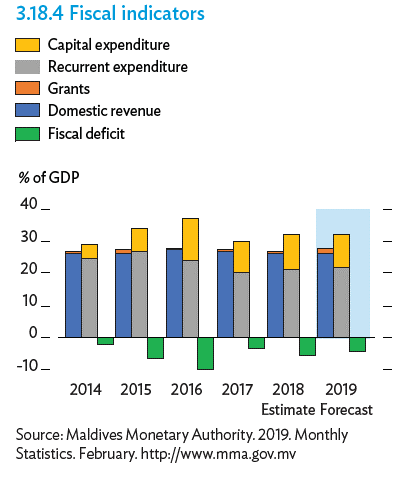 3.18.4 Fiscal indicators
Capital expenditure
Recurrent expenditure
Grants
Domestic revenue
Fiscal deficit
% of GDP
40
30
20
10
0
-10
2014 2015 2016 2017 2018 2019
Estimate Forecast
Source: Maldives Monetary Authority. 2019. Monthly
Statistics. February. http://www.mma.gov.mv